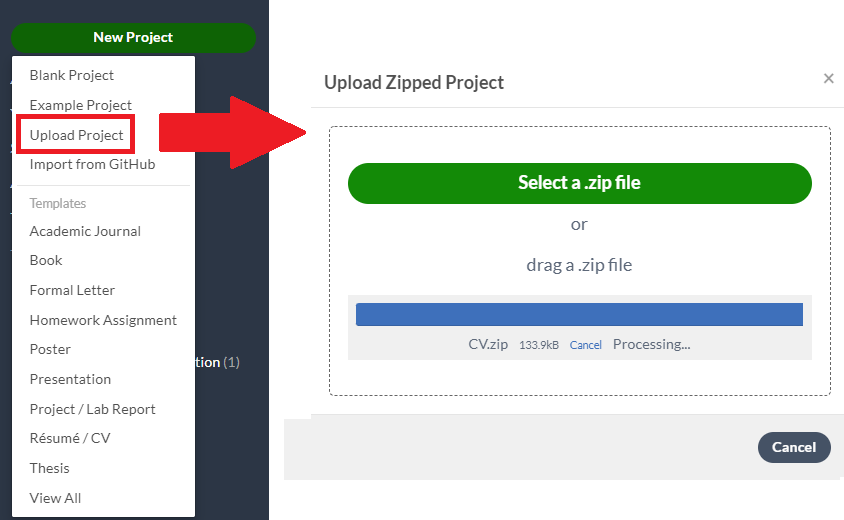 New Project
Blank Project
Example Project
Upload Project
Import from GitHub
Templates
Academic Journal
Book
Formal Letter
Homework Assignment
Poster
Presentation
Project / Lab Report
Résumé / CV
Thesis
View All
tion (1)
Upload Zipped Project
×
Select a .zip file
or
drag a .zip file
CV.zip 133.9kB Cancel Processing...
Cancel